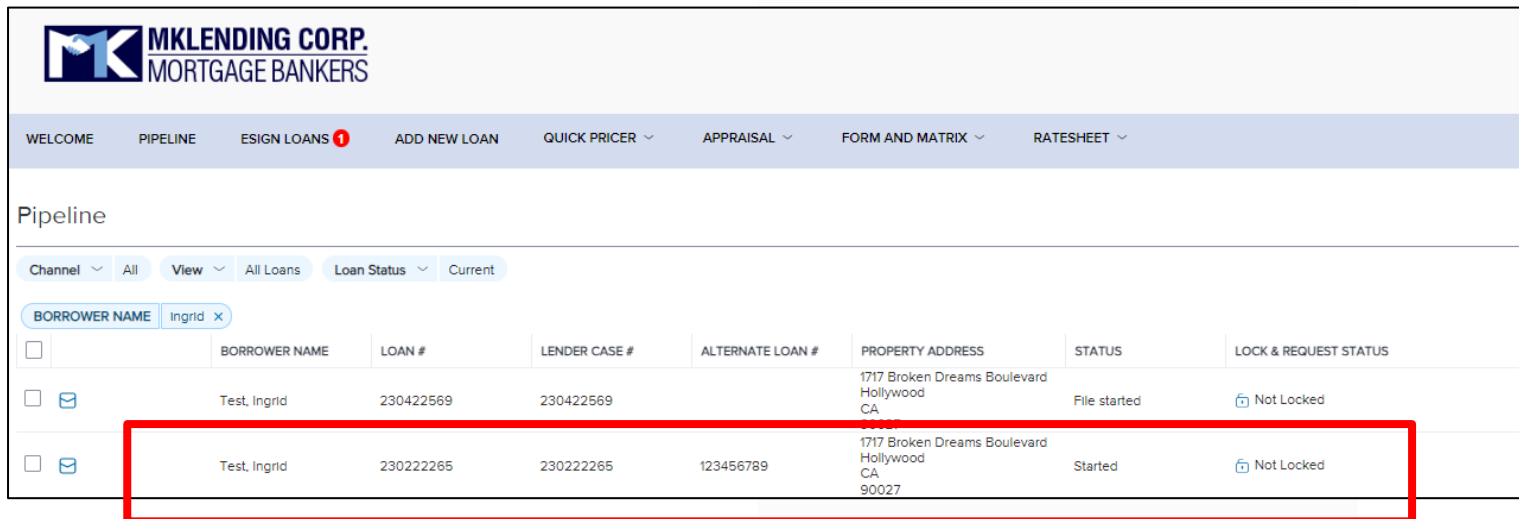 MK MKLENDING CORP.
MORTGAGE BANKERS
WELCOME PIPELINE ESIGN LOANS 1 ADD NEW LOAN QUICK PRICER APPRAISAL FORM AND MATRIX RATESHEET
Pipeline
Channel All View All Loans Loan Status Current
BORROWER NAME Ingrid ×
BORROWER NAME LOAN # LENDER CASE # ALTERNATE LOAN # PROPERTY ADDRESS STATUS LOCK & REQUEST STATUS
1717 Broken Dreams Boulevard
Test, Ingrid 230422569 230422569 Hollywood File started Not Locked
CA
1717 Broken Dreams Boulevard
Test, Ingrid 230222265 230222265 123456789 Hollywood Started Not Locked
CA
90027